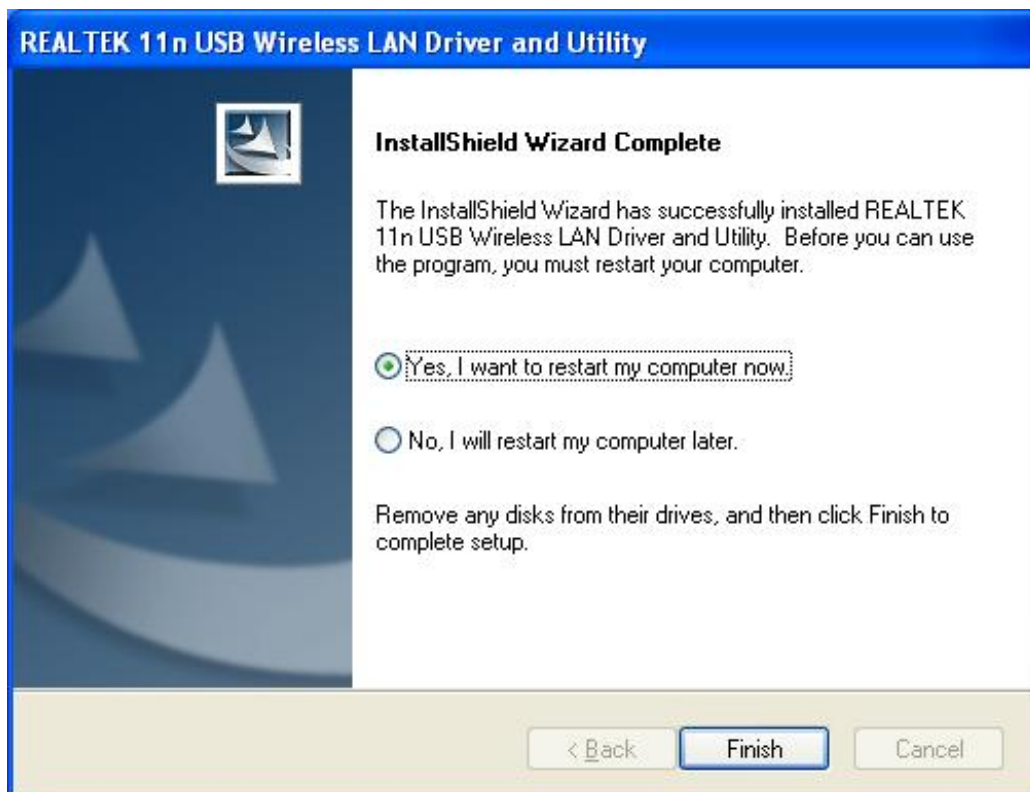 REALTEK 11n USB Wireless LAN Driver and Utility
InstallShield Wizard Complete
The InstallShield Wizard has successfully installed REALTEK
11n USB Wireless LAN Driver and Utility.  Before you can use
the program, you must restart your computer.
Yes, I want to restart my computer now.
No, I will restart my computer later.
Remove any disks from their drives, and then click Finish to
complete setup.
< Back
Finish
Cancel